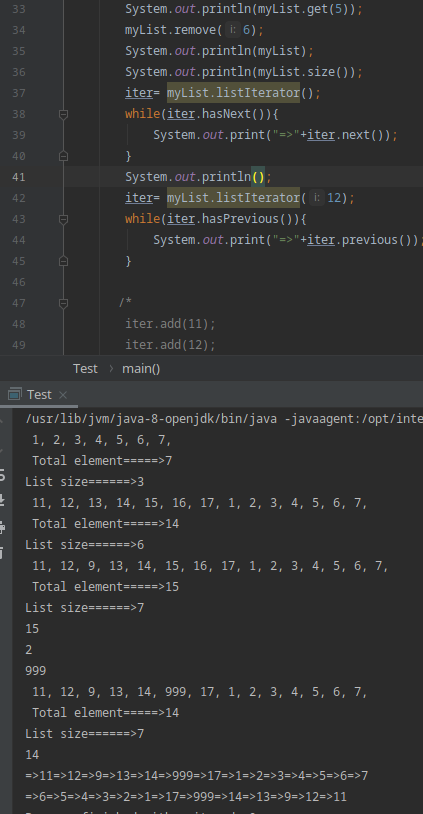 33 System.out.println(myList.get(5));
34 myList.remove( i: 6);
35 System.out.println(myList);
36 System.out.println(myList.size());
37 iter= myList.listIterator();
38 while(iter.hasNext()){
39 System.out.print("=>"+iter.next());
40 }
41 System.out.println();
42 iter= myList.listIterator( i: 12);
43 while(iter.hasPrevious()){
44 System.out.print("=>"+iter.previous());
45 }
46
47 /*
48 iter.add(11);
49 iter.add(12);
Test > main()
Test ×
/usr/lib/jvm/java-8-openjdk/bin/java -javaagent:/opt/inte
1, 2, 3, 4, 5, 6, 7,
Total element=====>7
List size======>3
11, 12, 13, 14, 15, 16, 17, 1, 2, 3, 4, 5, 6, 7,
Total element=====>14
List size======>6
11, 12, 9, 13, 14, 15, 16, 17, 1, 2, 3, 4, 5, 6, 7,
Total element=====>15
List size======>7
15
2
999
11, 12, 9, 13, 14, 999, 17, 1, 2, 3, 4, 5, 6, 7,
Total element=====>14
List size======>7
14
=>11=>12=>9=>13=>14=>999=>17=>1=>2=>3=>4=>5=>6=>7
=>6=>5=>4=>3=>2=>1=>17=>999=>14=>13=>9=>12=>11